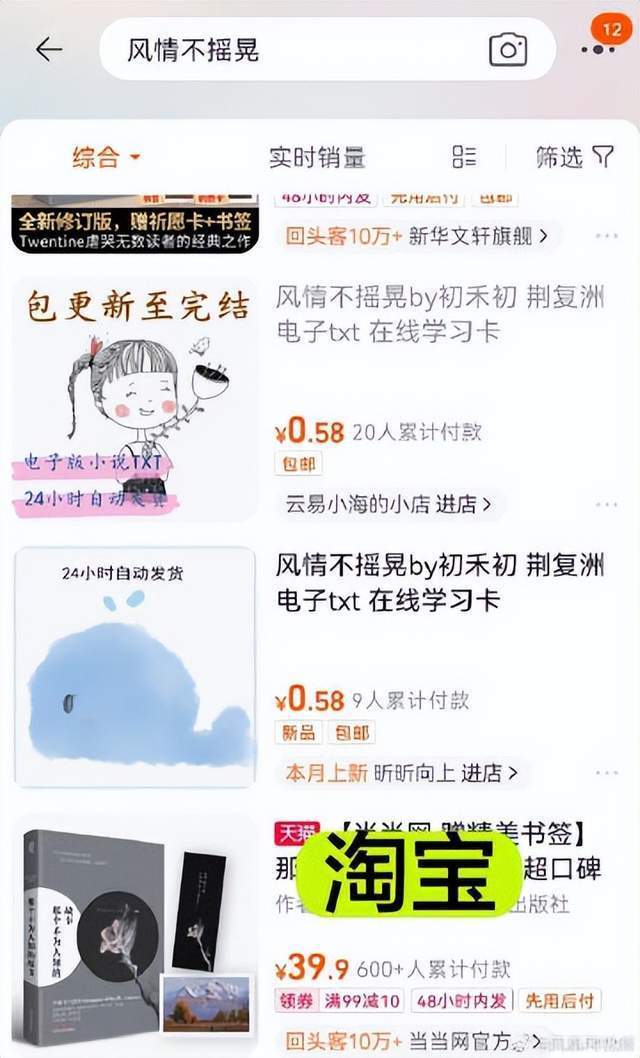 12
风情不摇晃
综合
实时销量
筛选
全新修订版，赠祈愿卡+书签
Twentine虐哭无数读者的经典之作
48小时内发 先用后付 包邮
回头客10万+ 新华文轩旗舰
包更新至完结
电子版小说TXT
24小时自动发货
风情不摇晃by初禾初 荆复洲
电子txt 在线学习卡
¥0.58 20人累计付款
包邮
云易小海的小店 进店
24小时自动发货
风情不摇晃by初禾初 荆复洲
电子txt 在线学习卡
¥0.58 9人累计付款
新品 包邮
本月上新 昕昕向上 进店
天猫 【当当网 赠精美书签】
那 超口碑
淘宝
作 出版社
¥39.9 600+人累计付款
领券 满99减10 48小时内发 先用后付
回头客10万+ 当当网官方